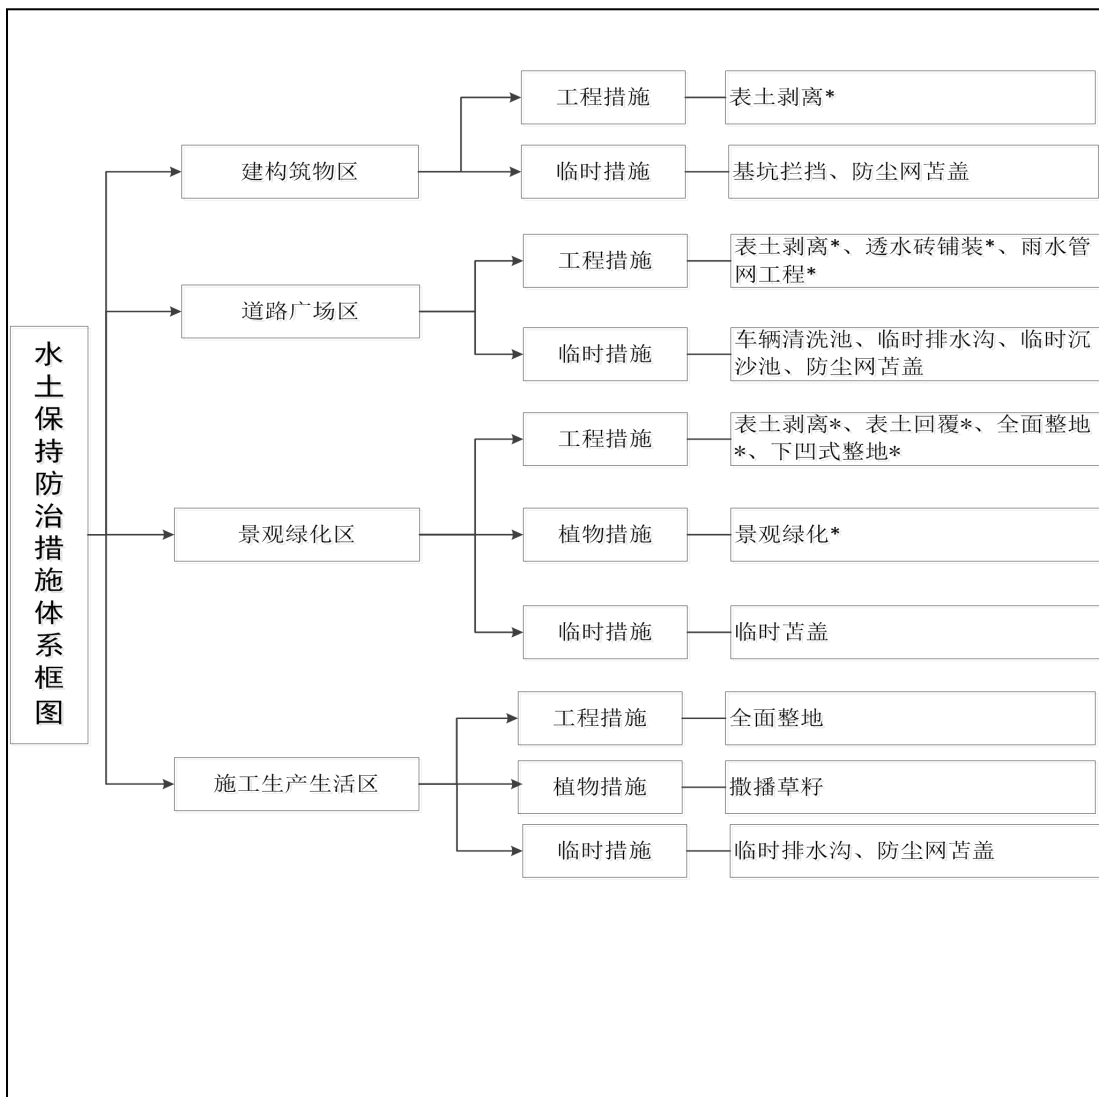 水土保持防治措施体系框图
建构筑物区
工程措施
表土剥离*
临时措施
基坑拦挡、防尘网苫盖
道路广场区
工程措施
表土剥离*、透水砖铺装*、雨水管
网工程*
临时措施
车辆清洗池、临时排水沟、临时沉
沙池、防尘网苫盖
景观绿化区
工程措施
表土剥离*、表土回覆*、全面整地
*、下凹式整地*
植物措施
景观绿化*
临时措施
临时苫盖
施工生产生活区
工程措施
全面整地
植物措施
撒播草籽
临时措施
临时排水沟、防尘网苫盖